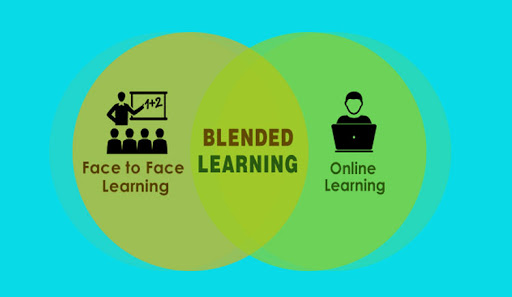 1+2
BLENDED
LEARNING
Face to Face
Learning
Online
Learning